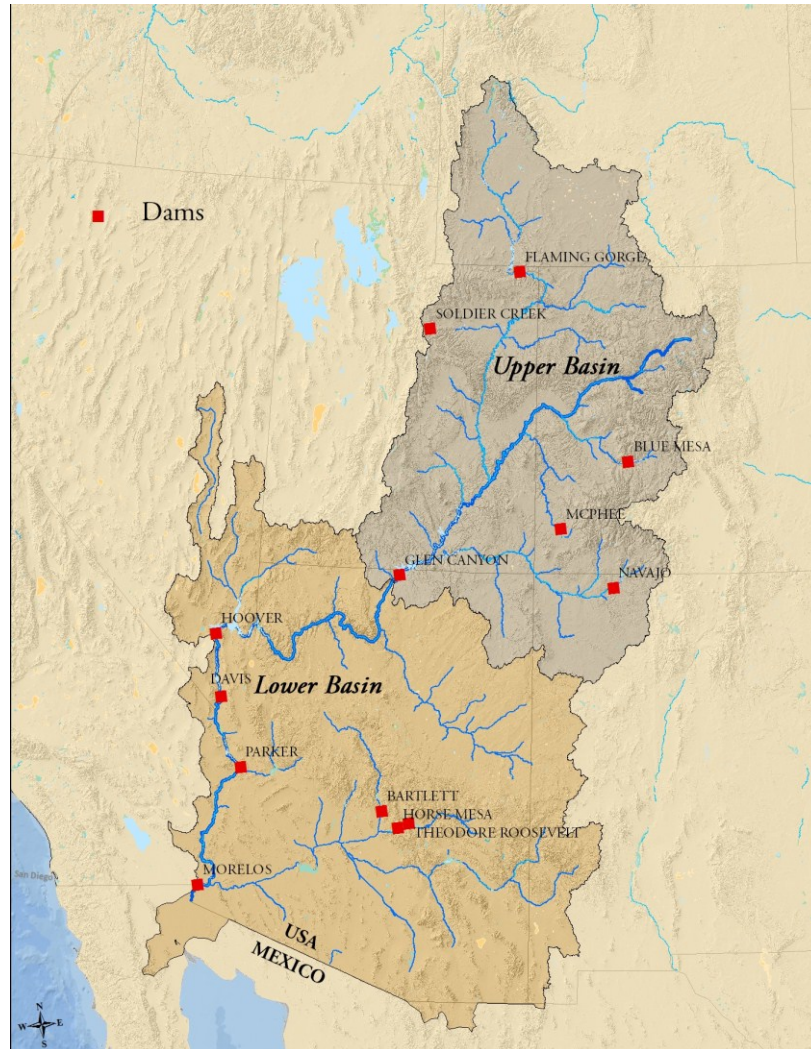 Dams
FLAMING GORGE
SOLDIER CREEK
Upper Basin
BLUE MESA
MCPHEE
GLEN CANYON
NAVAJO
HOOVER
DAVIS
Lower Basin
PARKER
BARTLETT
HORSE MESA
THEODORE ROOSEVELT
MORELOS
San Diego
USA
MEXICO
N
W E
S